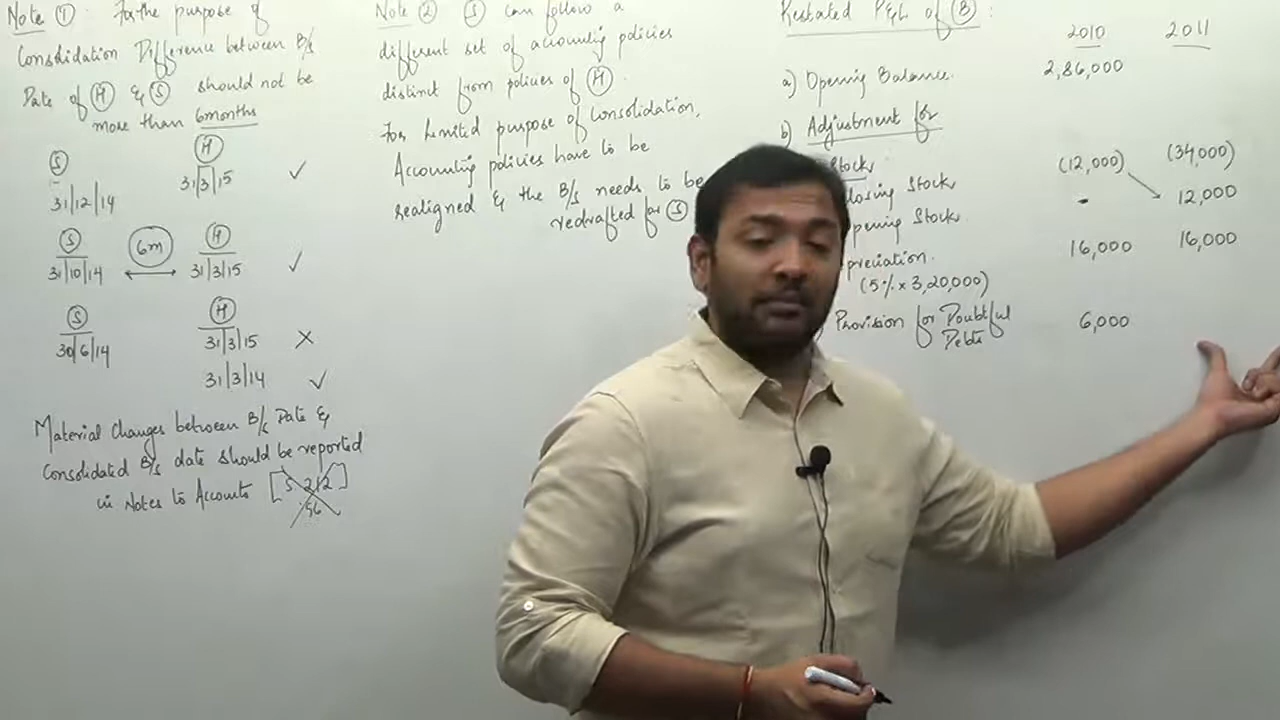 Note ① : For the purpose of
Consolidation Difference between B/s
Date of Ⓗ & Ⓢ should not be
more than 6months
Ⓢ Ⓗ
31/12/14 31/3/15 ✓
Ⓢ 6m Ⓗ
31/10/14 ↔ 31/3/15 ✓
Ⓢ Ⓗ
30/6/14 31/3/15 ×
31/3/14 ✓
Material Changes between B/s Date &
Consolidated B/s date should be reported
in Notes to Accounts
Note ② Ⓢ can follow a
different set of accounting policies
distinct from policies of Ⓗ.
For limited purpose of consolidation,
Accounting policies have to be
realigned & the B/s needs to be
redrafted for Ⓢ
Restated P&L of Ⓑ :
2010 2011
a) Opening Balance. 2,86,000
b) Adjustment for
Stock
Closing Stock (12,000) (34,000)
Opening Stock - 12,000
preciation. 16,000 16,000
(5% x 3,20,000)
Provision for Doubtful 6,000
Debts